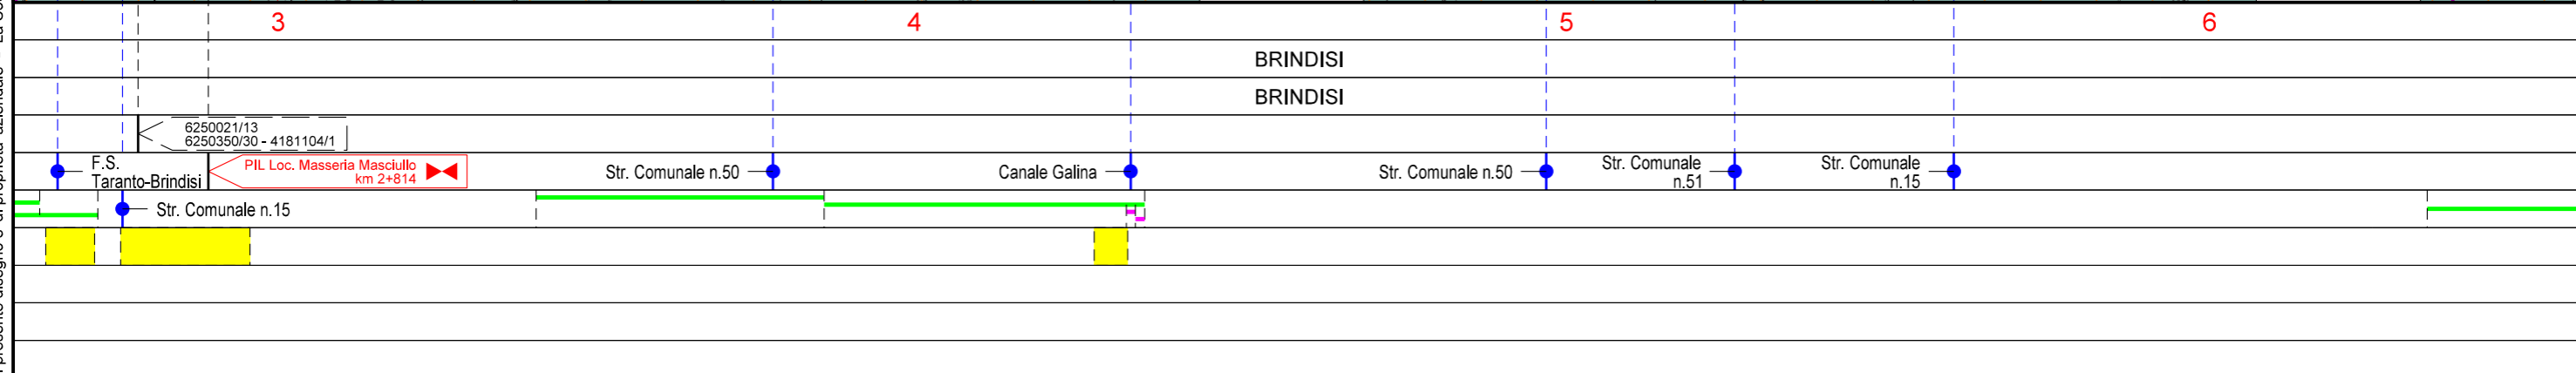 3 4 5 6
BRINDISI
BRINDISI
6250021/13
6250350/30 - 4181104/1
F.S.
Taranto-Brindisi
PIL Loc. Masseria Masciullo
km 2+814
Str. Comunale n.50
Canale Galina
Str. Comunale n.50
Str. Comunale
n.51
Str. Comunale
n.15
Str. Comunale n.15